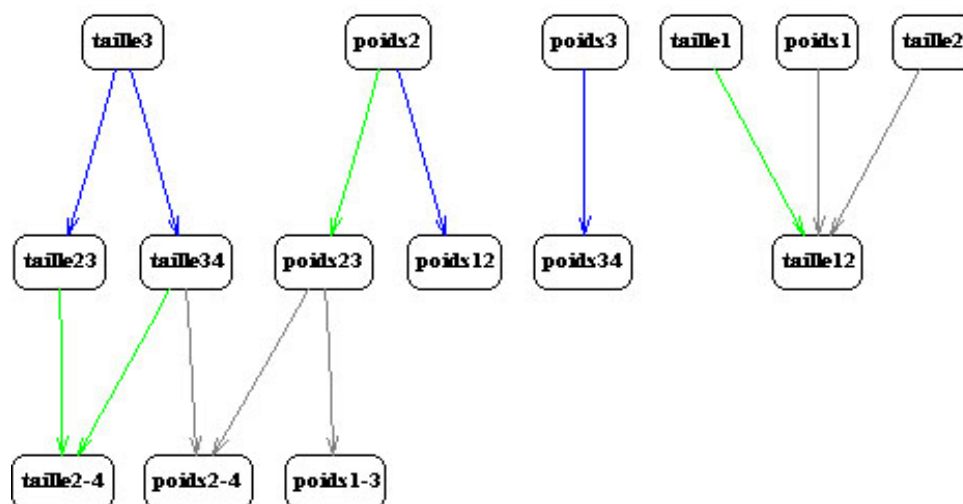 taille3 poids2 poids3 taille1 poids1 taille2
taille23 taille34 poids23 poids12 poids34 taille12
taille2-4 poids2-4 poids1-3